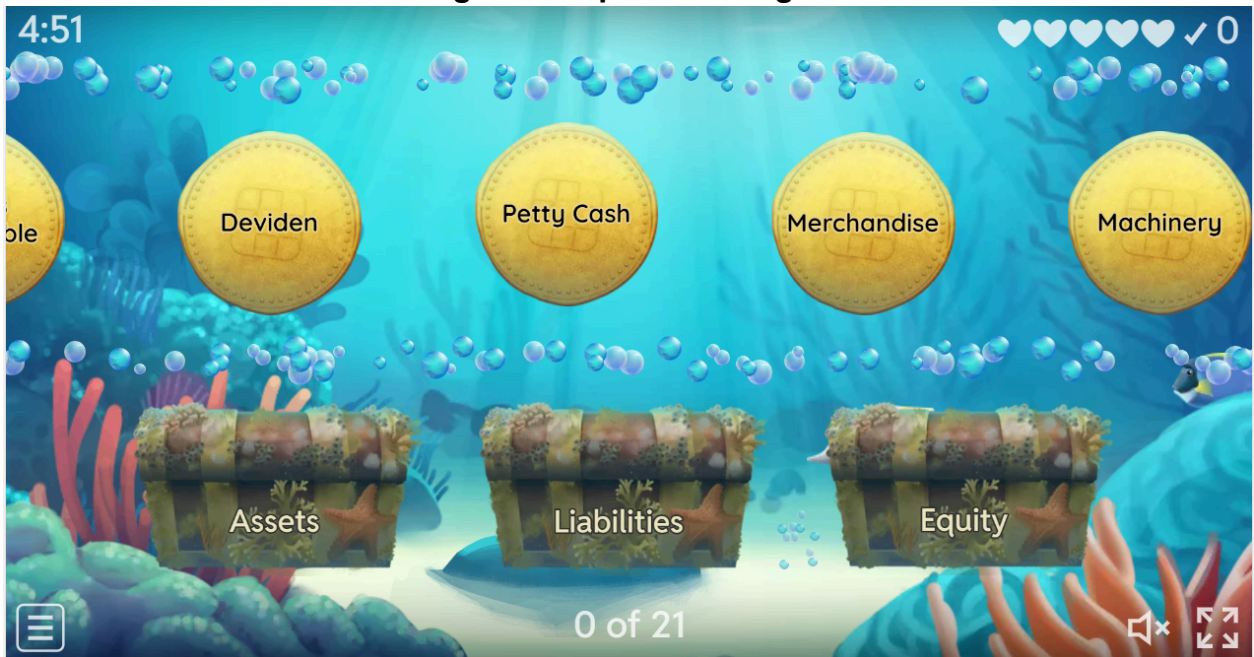 4:51
0
Deviden
Petty Cash
Merchandise
Machinery
Assets
Liabilities
Equity
0 of 21